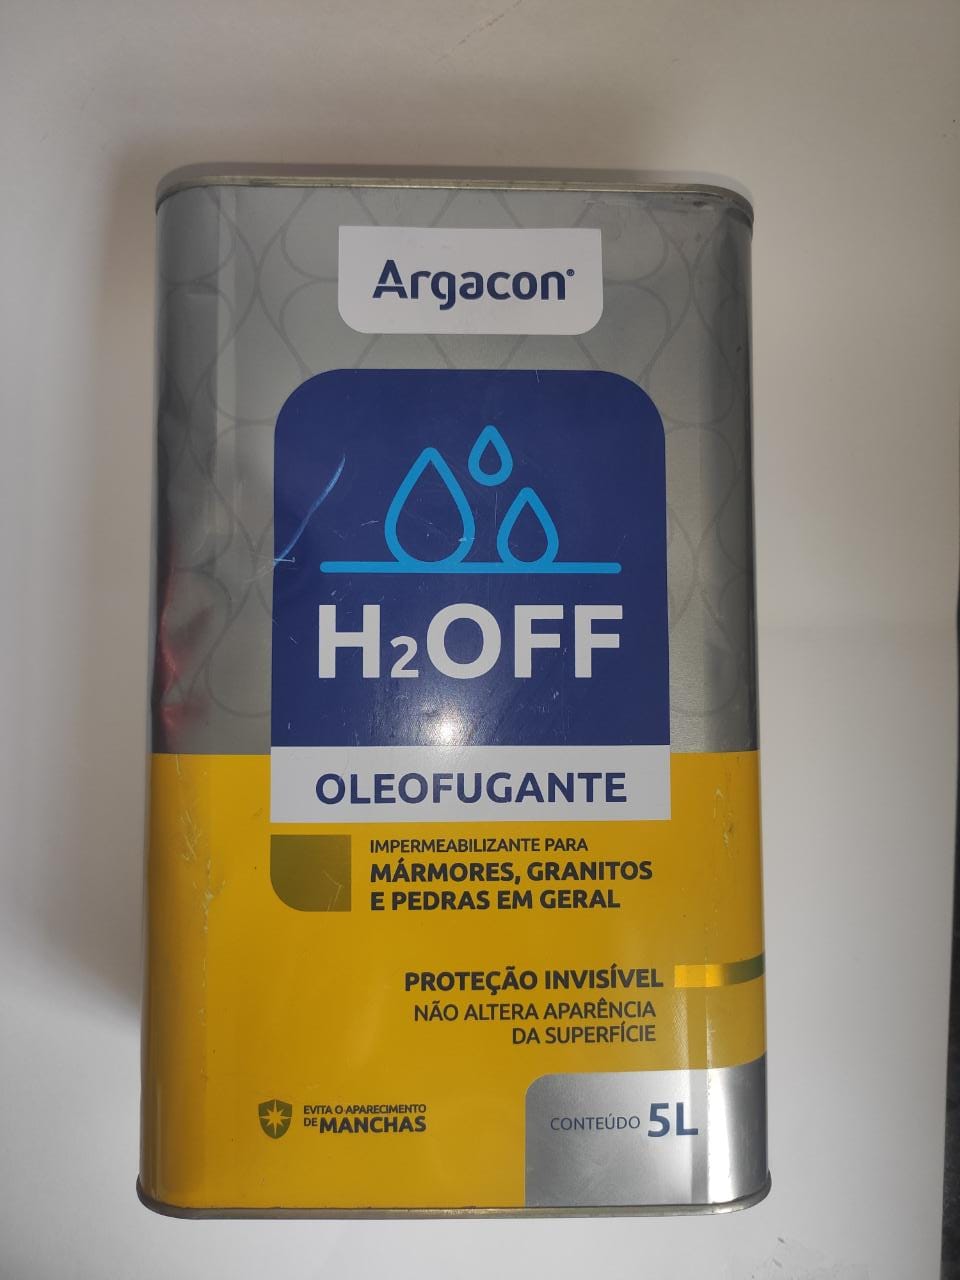 Argacon®
H₂OFF
OLEOFUGANTE
IMPERMEABILIZANTE PARA
MÁRMORES, GRANITOS
E PEDRAS EM GERAL
PROTEÇÃO INVISÍVEL
NÃO ALTERA APARÊNCIA
DA SUPERFÍCIE
EVITA O APARECIMENTO
DE MANCHAS
CONTEÚDO 5L